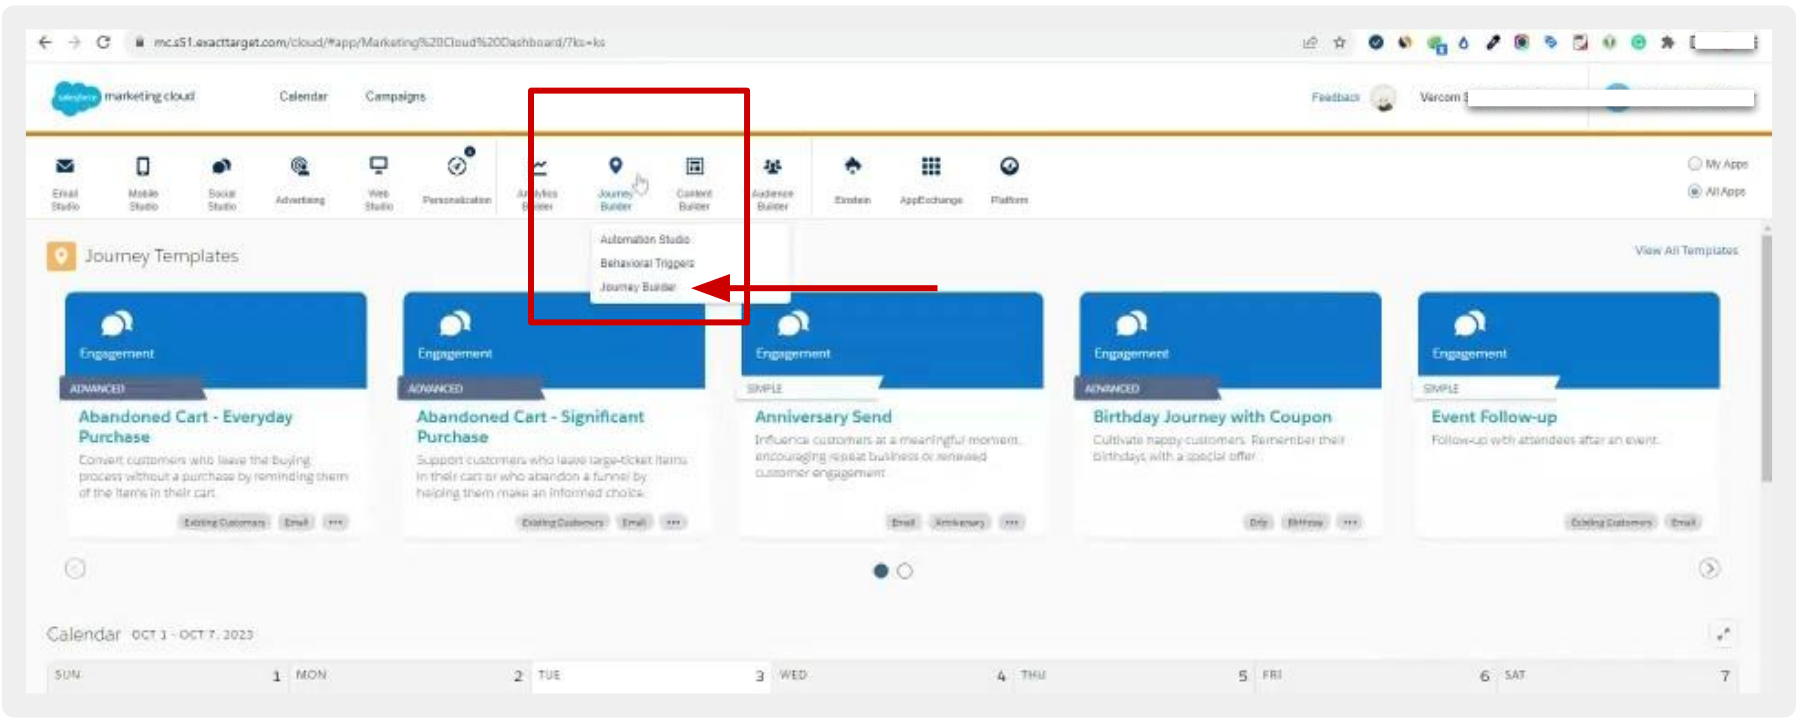 mc.s51.exacttarget.com/cloud/#app/Marketing%20Cloud%20Dashboard/?ks=ks
salesforce marketing cloud
Calendar
Campaigns
Feedback
Vercom S
Email Studio
Mobile Studio
Social Studio
Advertising
Web Studio
Personalization
Analytics Builder
Journey Builder
Content Builder
Audience Builder
Einstein
AppExchange
Platform
My Apps
All Apps
Automation Studio
Behavioral Triggers
Journey Builder
Journey Templates
View All Templates
Engagement
ADVANCED
Abandoned Cart - Everyday
Purchase
Convert customers who leave the buying
process without a purchase by reminding them
of the items in their cart.
Existing Customers Email •••
Engagement
ADVANCED
Abandoned Cart - Significant
Purchase
Support customers who leave large-ticket items
in their cart or who abandon a funnel by
helping them make an informed choice.
Existing Customers Email •••
Engagement
SIMPLE
Anniversary Send
Influence customers at a meaningful moment,
encouraging repeat business or renewed
customer engagement.
Email Anniversary •••
Engagement
ADVANCED
Birthday Journey with Coupon
Cultivate happy customers. Remember their
birthdays with a special offer.
Drip Birthday •••
Engagement
SIMPLE
Event Follow-up
Follow-up with attendees after an event.
Existing Customers Email
Calendar OCT 1 - OCT 7, 2023
SUN 1 MON 2 TUE 3 WED 4 THU 5 FRI 6 SAT 7